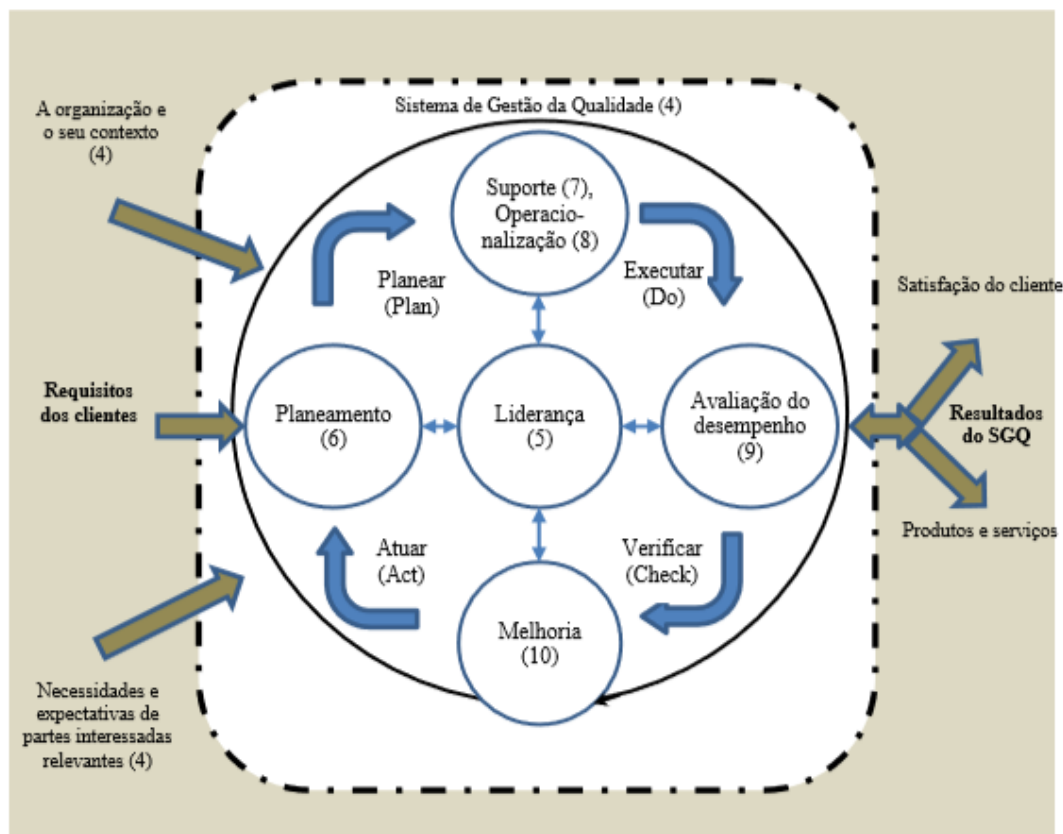 Sistema de Gestão da Qualidade (4)
A organização e
o seu contexto
(4)
Suporte (7),
Operacio-
nalização (8)
Planear
(Plan)
Executar
(Do)
Satisfação do cliente
Requisitos
dos clientes
Planeamento
(6)
Liderança
(5)
Avaliação do
desempenho
(9)
Resultados
do SGQ
Atuar
(Act)
Verificar
(Check)
Produtos e serviços
Melhoria
(10)
Necessidades e
expectativas de
partes interessadas
relevantes (4)